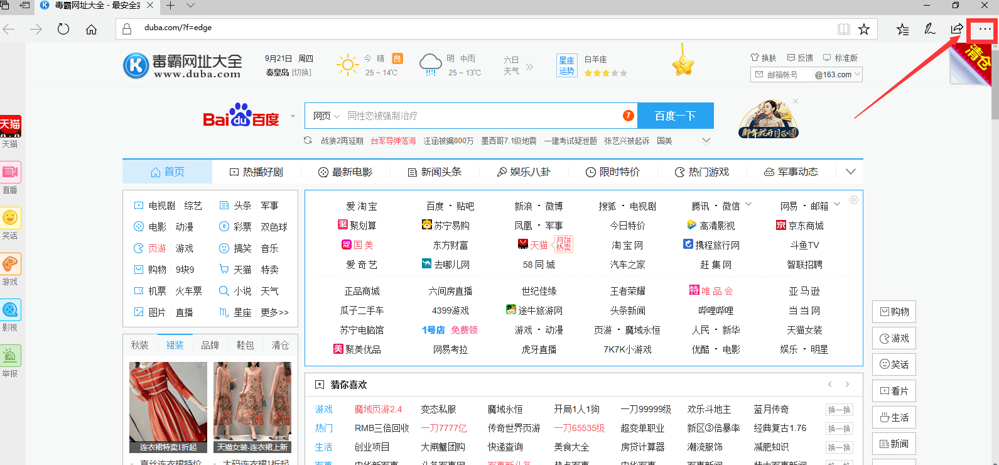 毒霸网址大全 - 最安全实
duba.com/?f=edge
毒霸网址大全
www.duba.com
9月21日 周四
秦皇岛 [切换]
今 晴 良
25 ~ 14℃
明 中雨
25 ~ 13℃
六日
天气
星座
运势
白羊座
换肤 反馈 标准版
邮箱帐号 @163.com
清仓
Bai du 百度
网页 同性恋被强制治疗 7 百度一下
战狼2再延期 台军导弹落海 汪涵被骗800万 墨西哥7.1级地震 一建考试疑泄题 张艺兴被起诉 国美
那年花开月正圆
首页 热播好剧 最新电影 新闻头条 娱乐八卦 限时特价 热门游戏 军事动态
天猫
天猫
直播
笑话
游戏
影视
举报
电视剧 综艺 头条 军事
电影 动漫 彩票 双色球
页游 游戏 搞笑 音乐
购物 9块9 天猫 特卖
机票 火车票 小说 天气
图片 直播 星座 更多>>
爱 淘 宝 百度 · 贴吧 新浪 · 微博 搜狐 · 电视剧 腾讯 · 微信 网易 · 邮箱
聚 聚划算 苏宁易购 凤凰 · 军事 今日特价 高清影视 京 京东商城
国 美 东方财富 天猫 月饼热卖 淘 宝 网 携程旅行网 斗鱼TV
爱 奇 艺 去哪儿网 58 同 城 汽车之家 赶 集 网 智联招聘
正品商城 六间房直播 世纪佳缘 王者荣耀 特 唯 品 会 亚 马 逊
瓜子二手车 4399游戏 途牛旅游网 头条新闻 哔哩哔哩 当 当 网
苏宁电脑馆 1号店 免费领 游戏 · 动漫 页游 · 魔域永恒 人民 · 新华 天猫女装
美 聚美优品 网易考拉 虎牙直播 7K7K小游戏 优酷 · 电影 娱乐 · 明星
秋装 裙装 品牌 鞋包 清仓
连衣裙特卖1折起 天猫女装-连衣裙上新
真丝连衣裙特价 大码连衣裙1折起
猜你喜欢
游戏 魔域页游2.4 变态私服 魔域永恒 开局1人1狗 一刀99999级 欢乐斗地主 蓝月传奇 换一换
热门 RMB三倍回收 一刀7777亿 传奇世界页游 一刀65535级 超变单职业 新区③倍暴率 经典复古1.76 换一换
生活 创业项目 大闸蟹团购 快递查询 美食大全 房贷计算器 潮流服饰 减肥知识 换一换
军事 中华新军事 头条军事网 军事新头条 热点军事 中华军事 军事新闻 特大军事新闻 换一换
购物
游戏
笑话
看片
生活
新闻